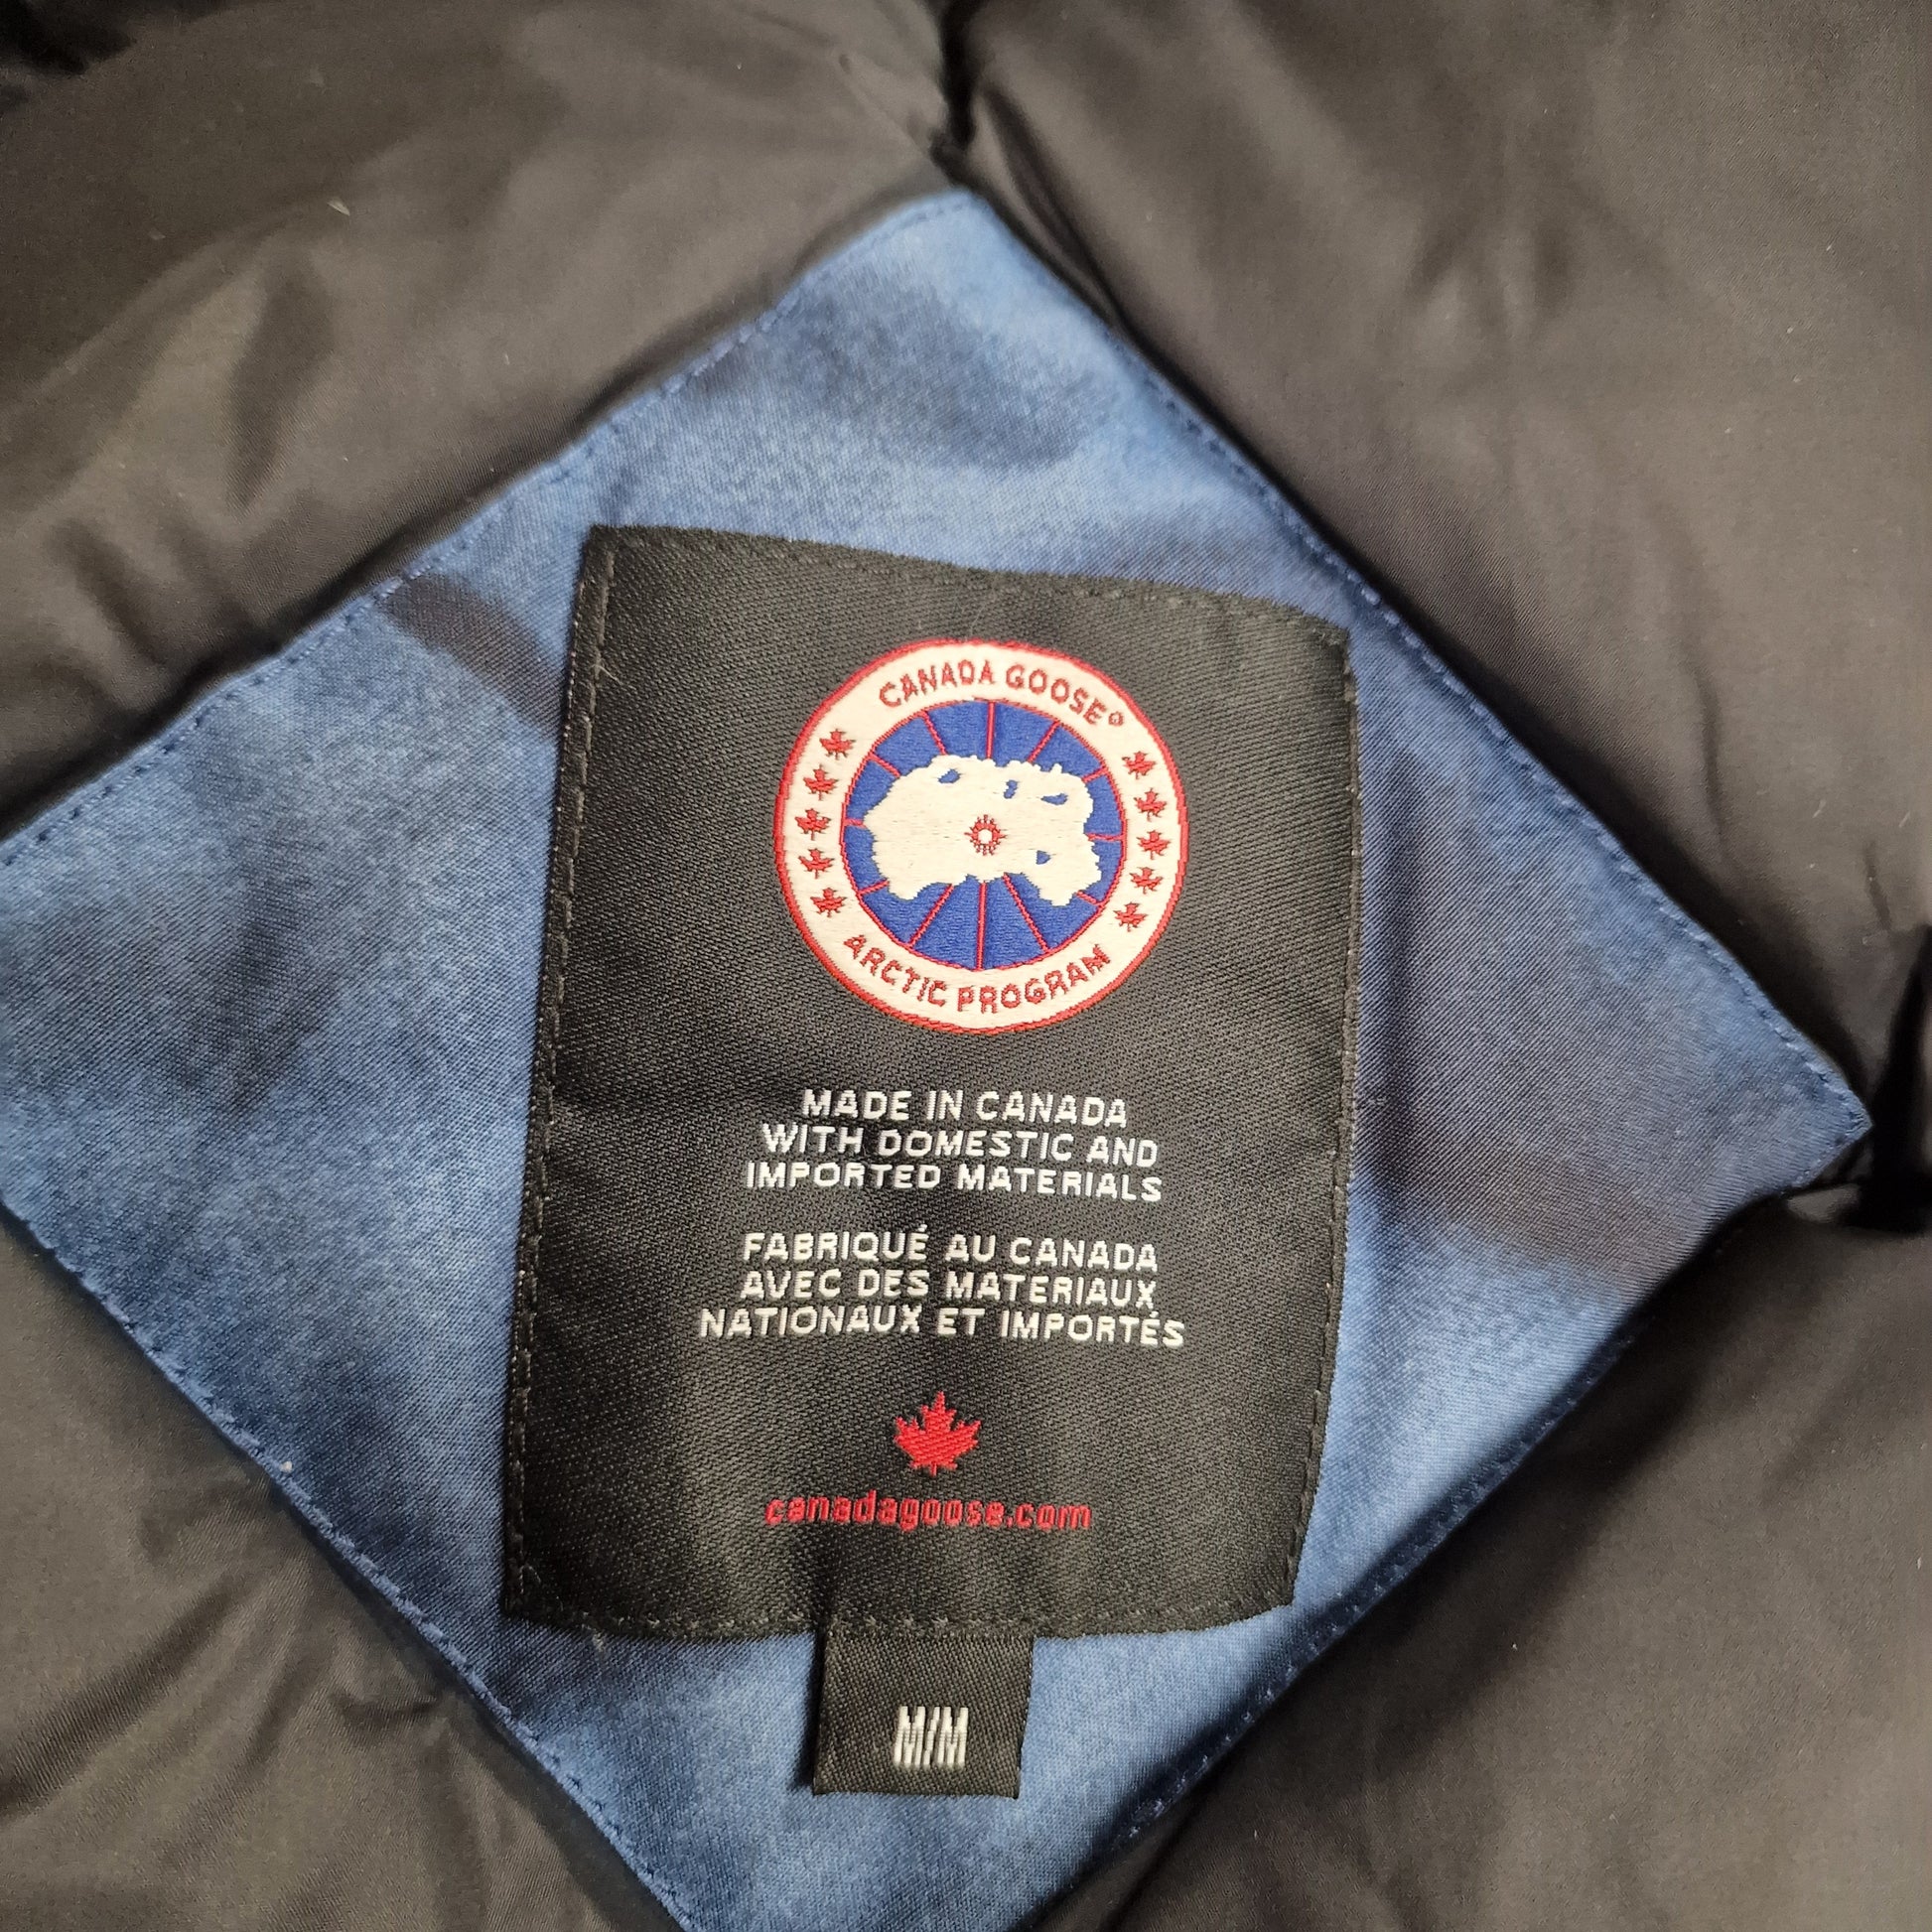 CANADA GOOSE®
ARCTIC PROGRAM
MADE IN CANADA
WITH DOMESTIC AND
IMPORTED MATERIALS
FABRIQUÉ AU CANADA
AVEC DES MATERIAUX
NATIONAUX ET IMPORTÉS
canadagoose.com
M/M